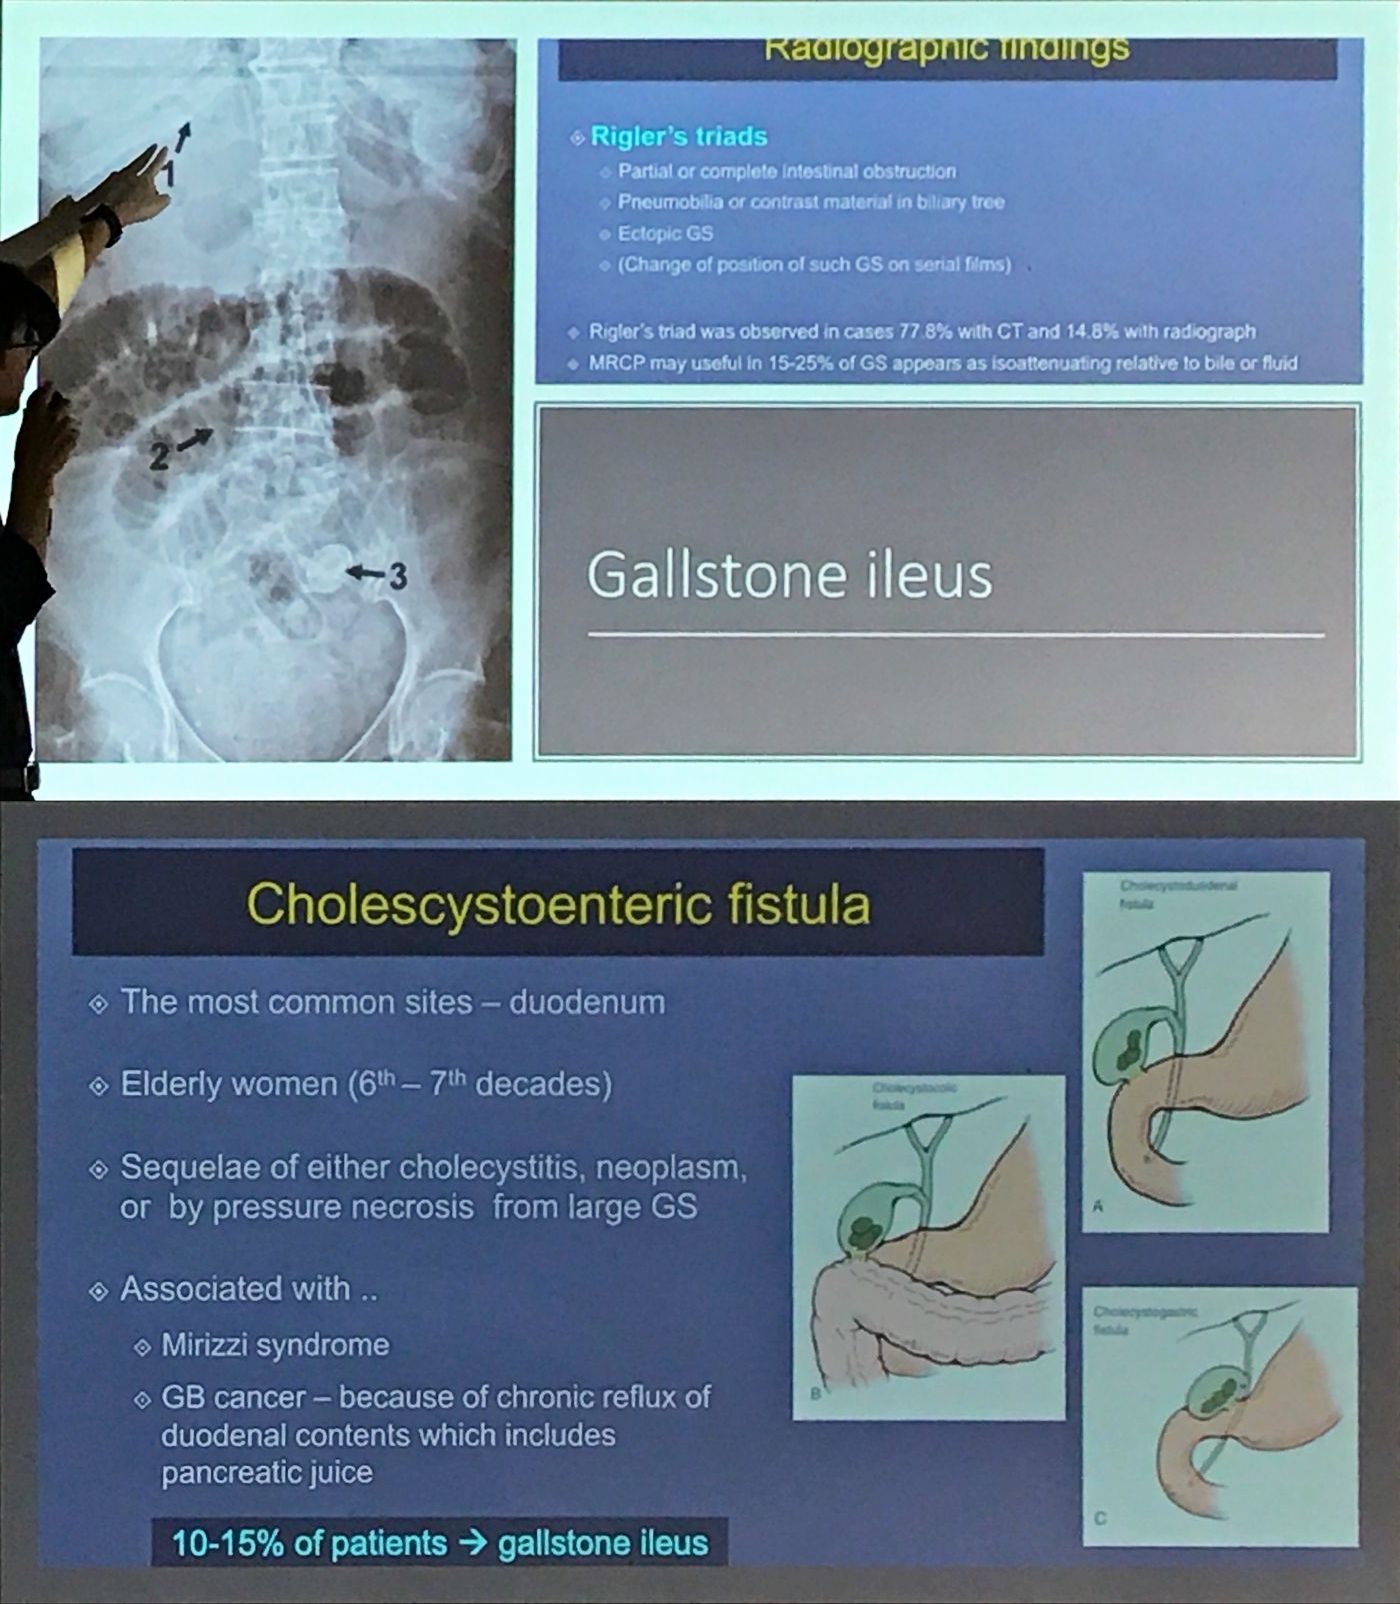 1
2
3
Radiographic findings
Rigler's triads
Partial or complete intestinal obstruction
Pneumobilia or contrast material in biliary tree
Ectopic GS
(Change of position of such GS on serial films)
Rigler's triad was observed in cases 77.8% with CT and 14.8% with radiograph
MRCP may useful in 15-25% of GS appears as isoattenuating relative to bile or fluid
Gallstone ileus
Cholescystoenteric fistula
The most common sites – duodenum
Elderly women (6th – 7th decades)
Sequelae of either cholecystitis, neoplasm,
or by pressure necrosis from large GS
Associated with ..
Mirizzi syndrome
GB cancer – because of chronic reflux of
duodenal contents which includes
pancreatic juice
10-15% of patients → gallstone ileus
Cholecystoduodenal
fistula
A
Cholecystocolic
fistula
B
Cholecystogastric
fistula
C